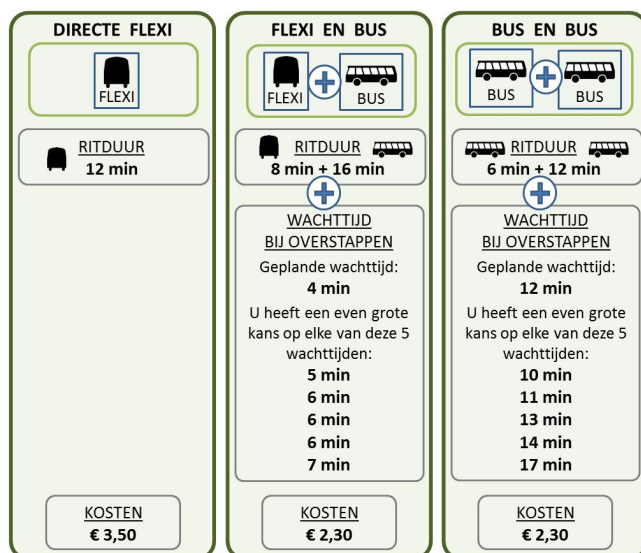 DIRECTE FLEXI
FLEXI
RITDUUR
12 min
KOSTEN
€ 3,50
FLEXI EN BUS
FLEXI
BUS
RITDUUR
8 min + 16 min
WACHTTIJD
BIJ OVERSTAPPEN
Geplande wachttijd:
4 min
U heeft een even grote
kans op elke van deze 5
wachttijden:
5 min
6 min
6 min
6 min
7 min
KOSTEN
€ 2,30
BUS EN BUS
BUS
BUS
RITDUUR
6 min + 12 min
WACHTTIJD
BIJ OVERSTAPPEN
Geplande wachttijd:
12 min
U heeft een even grote
kans op elke van deze 5
wachttijden:
10 min
11 min
13 min
14 min
17 min
KOSTEN
€ 2,30